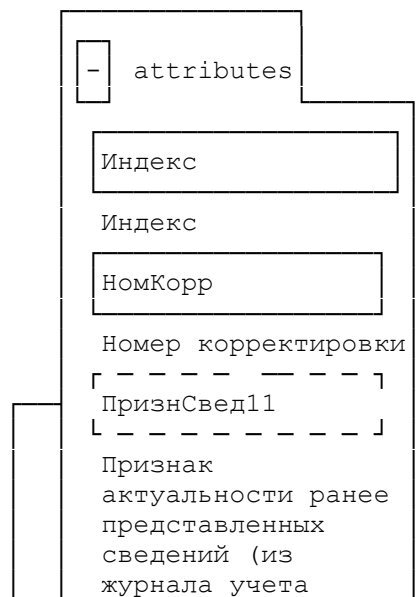 - attributes
Индекс
Индекс
НомКорр
Номер корректировки
ПризнСвед11
Признак
актуальности ранее
представленных
сведений (из
журнала учета